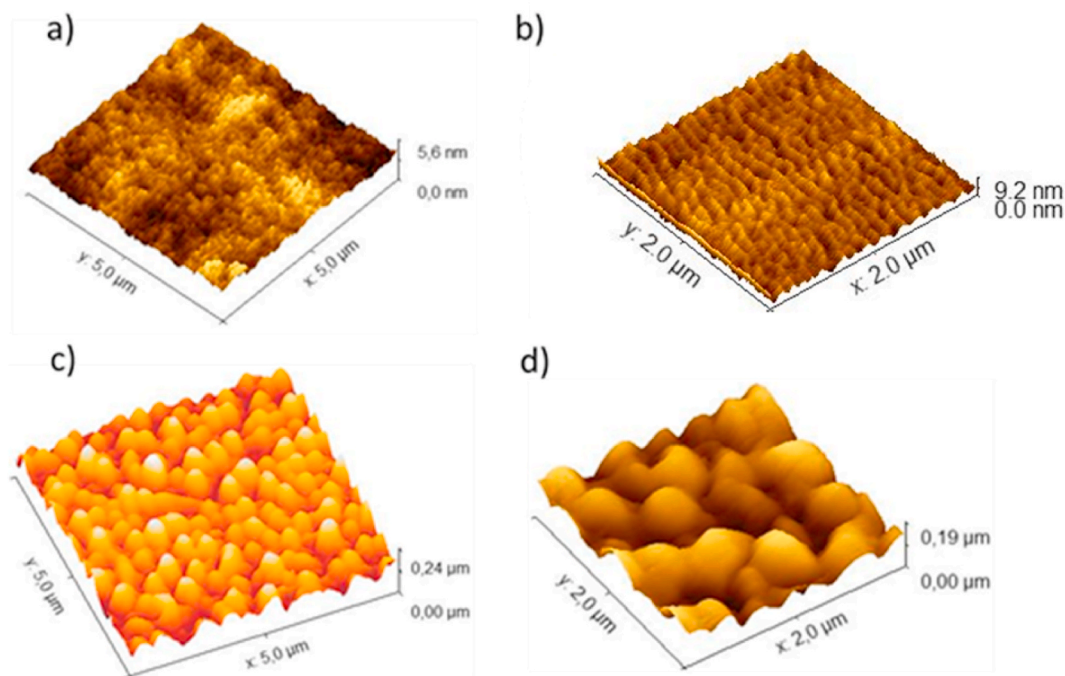 a)
5,6 nm
0,0 nm
y: 5,0 µm
x: 5,0 µm
b)
9.2 nm
0.0 nm
y: 2.0 µm
x: 2.0 µm
c)
0,24 µm
0,00 µm
y: 5,0 µm
x: 5,0 µm
d)
0,19 µm
0,00 µm
y: 2,0 µm
x: 2,0 µm